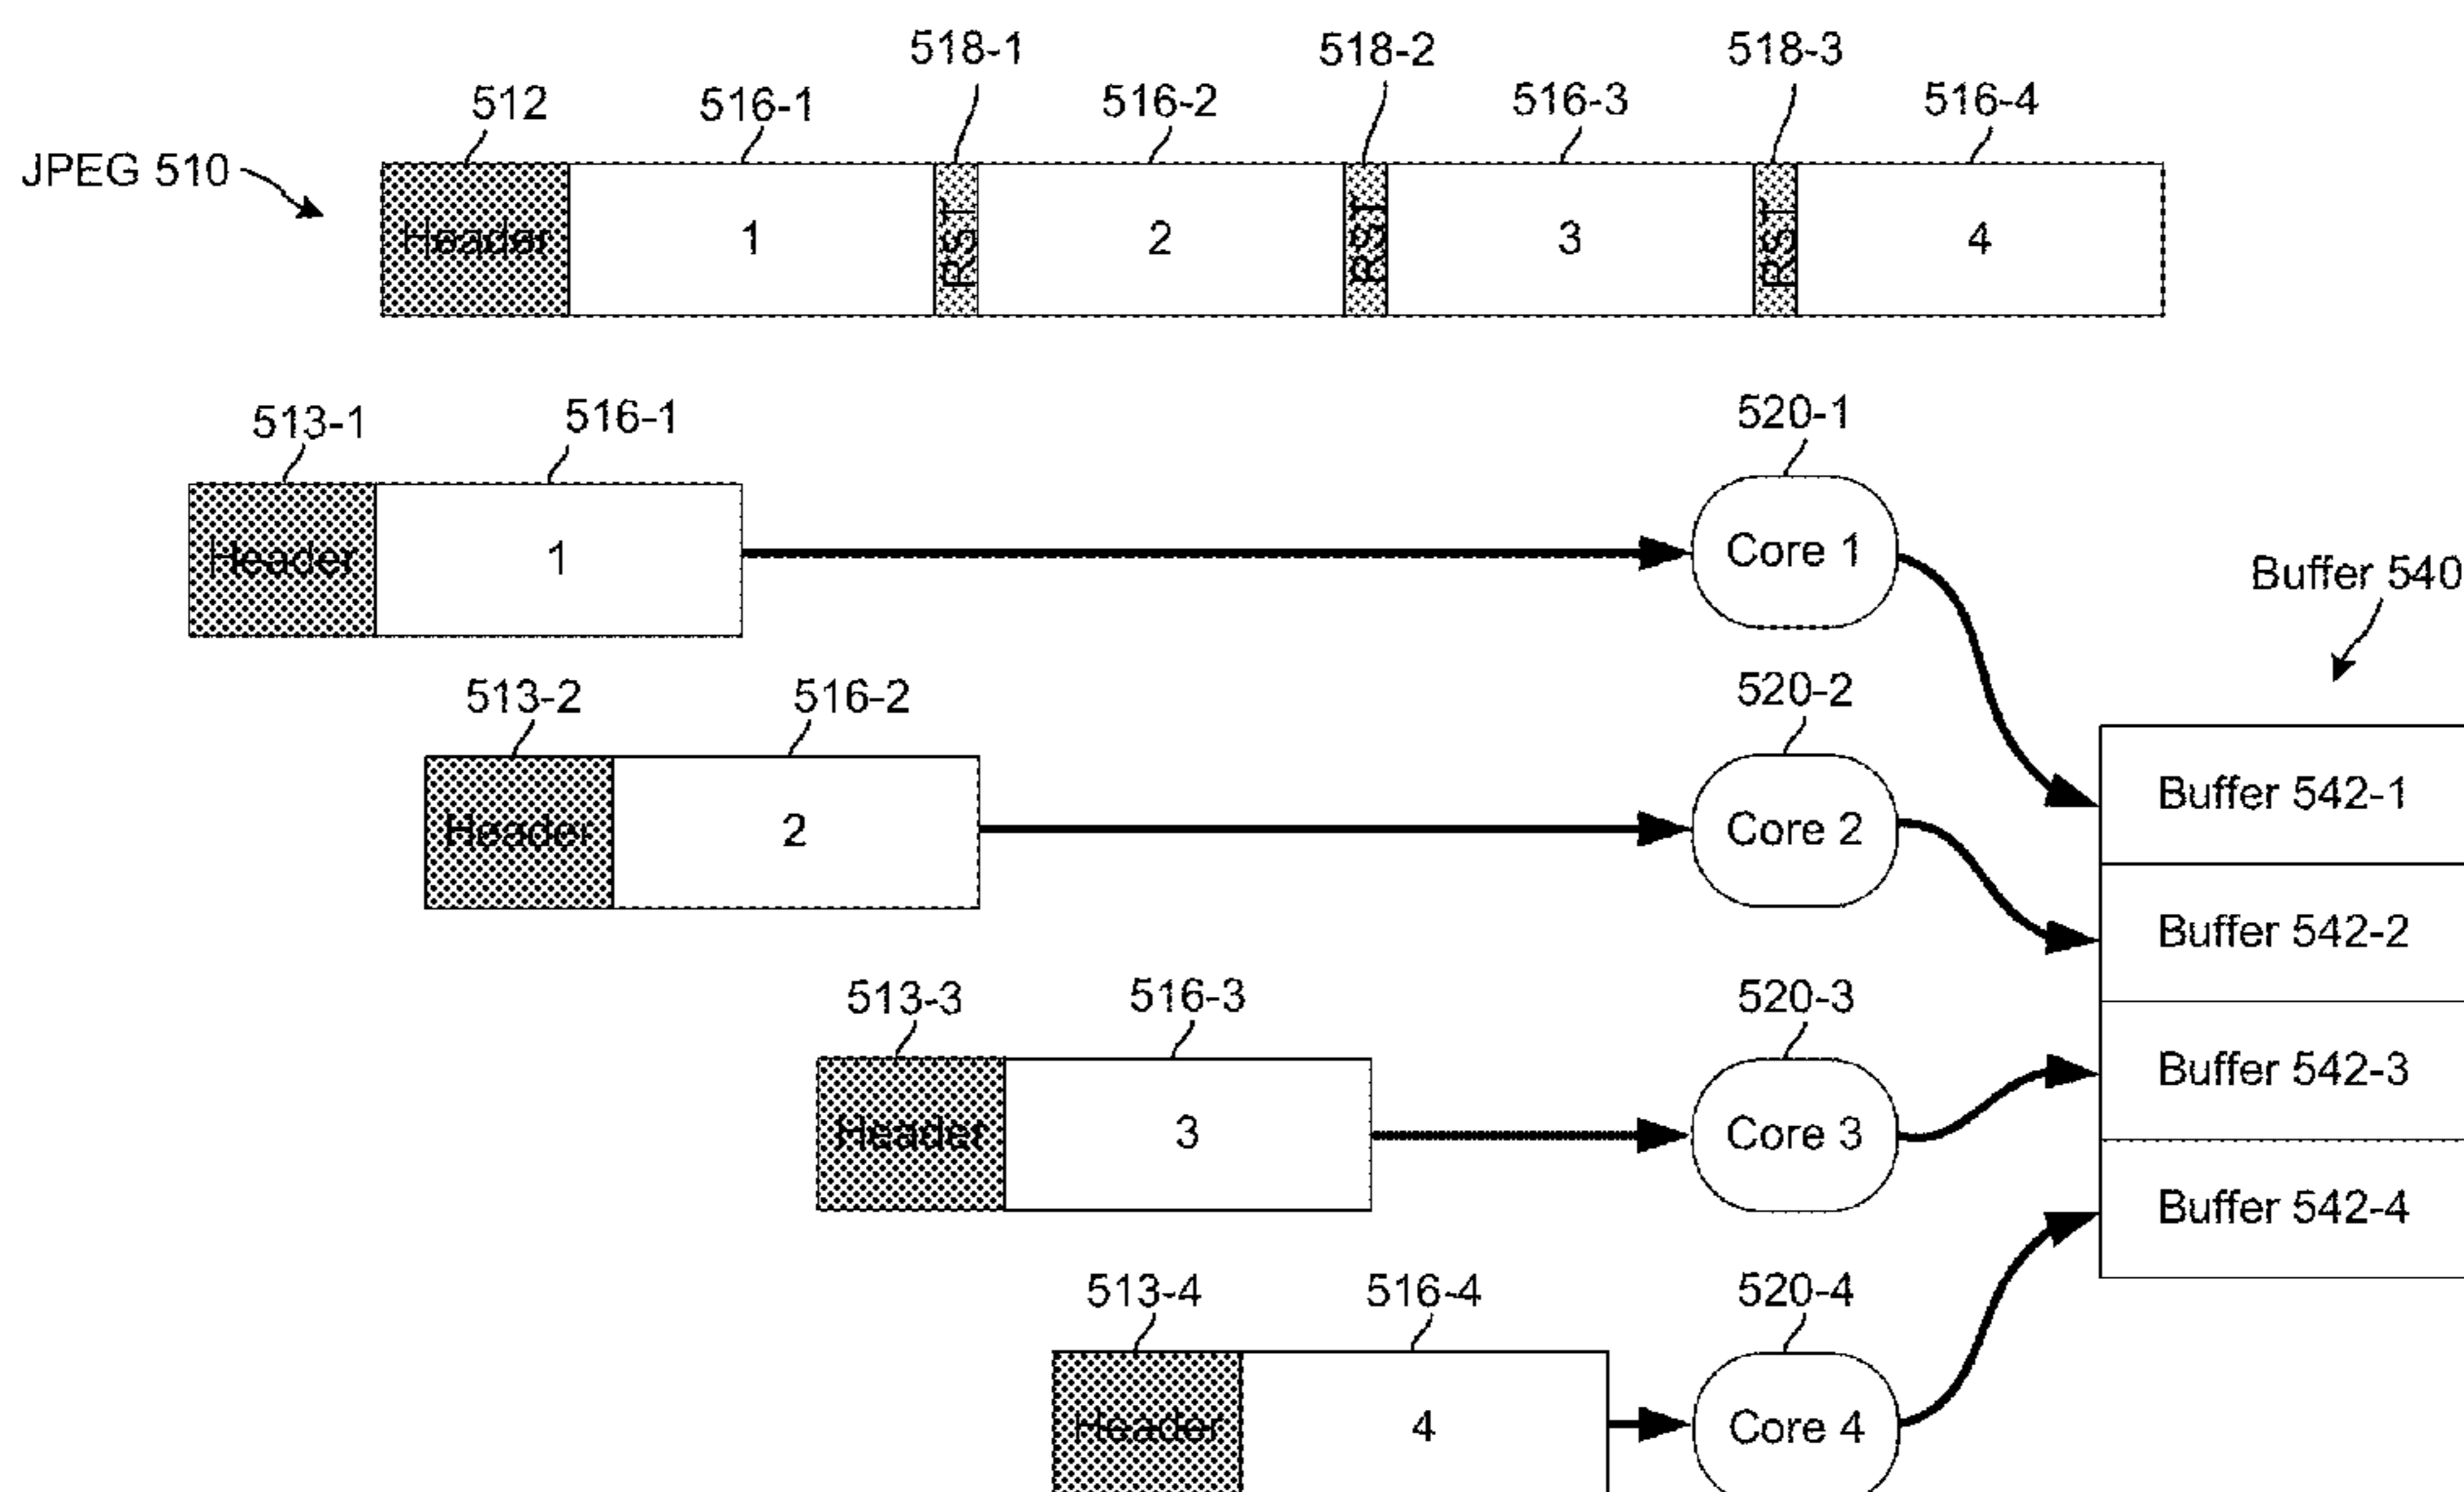 518-1 518-2 518-3
512 516-1 516-2 516-3 516-4
JPEG 510
Header 1 RST 2 RST 3 RST 4
513-1 516-1 520-1
Header 1 Core 1
Buffer 540
513-2 516-2 520-2
Header 2 Core 2
Buffer 542-1
Buffer 542-2
513-3 516-3 520-3
Header 3 Core 3
Buffer 542-3
Buffer 542-4
513-4 516-4 520-4
Header 4 Core 4